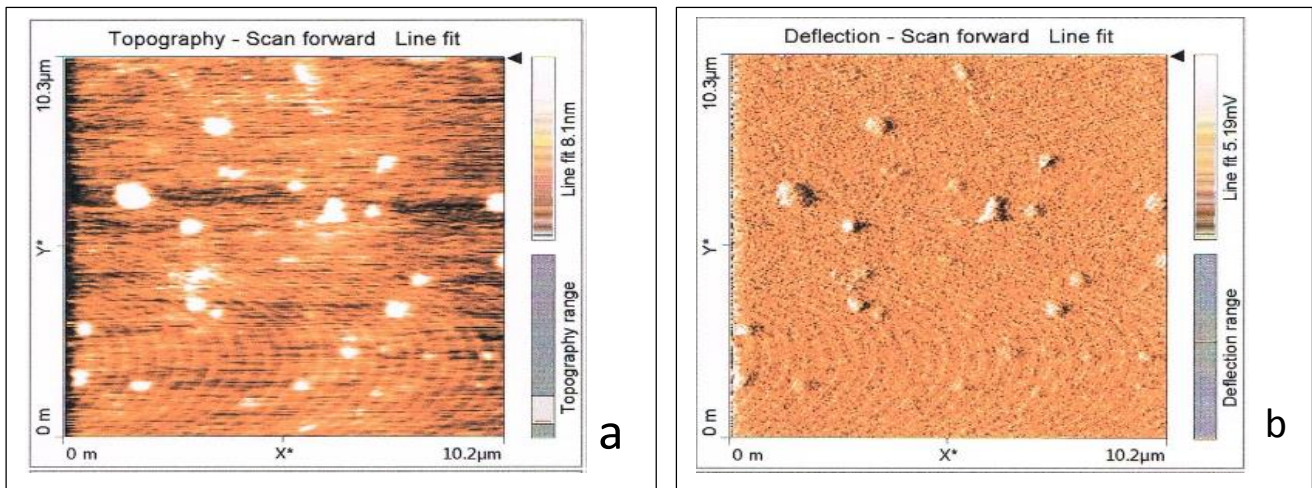 Topography - Scan forward Line fit
10.3µm
Y*
0 m
0 m
X*
10.2µm
Line fit 8.1nm
Topography range
a
Deflection - Scan forward Line fit
10.3µm
Y*
0 m
0 m
X*
10.2µm
Line fit 5.19mV
Deflection range
b